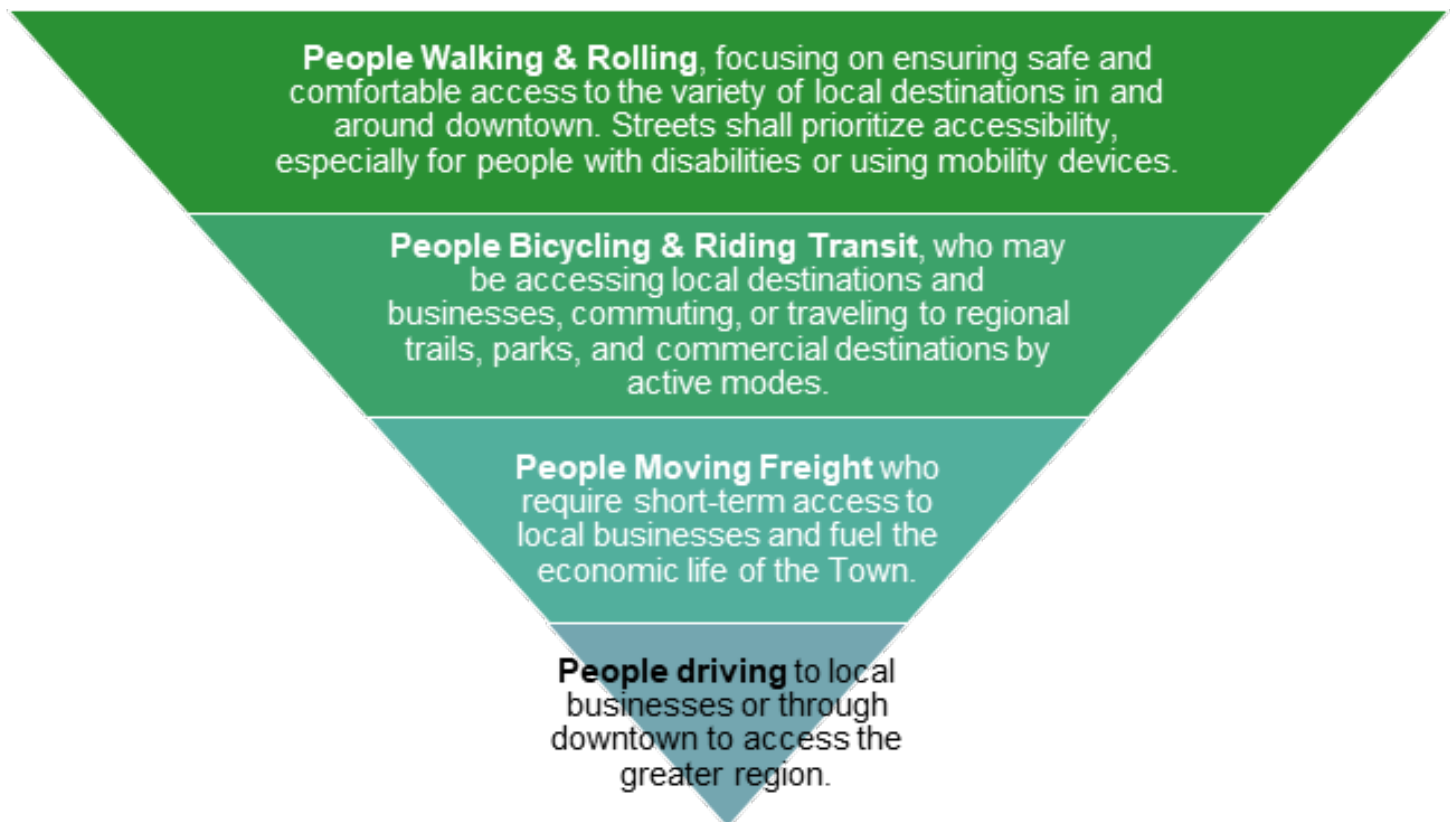 People Walking & Rolling, focusing on ensuring safe and
comfortable access to the variety of local destinations in and
around downtown. Streets shall prioritize accessibility,
especially for people with disabilities or using mobility devices.
People Bicycling & Riding Transit, who may
be accessing local destinations and
businesses, commuting, or traveling to regional
trails, parks, and commercial destinations by
active modes.
People Moving Freight who
require short-term access to
local businesses and fuel the
economic life of the Town.
People driving to local
businesses or through
downtown to access the
greater region.